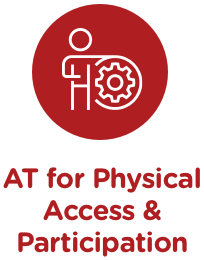 AT for Physical
Access &
Participation